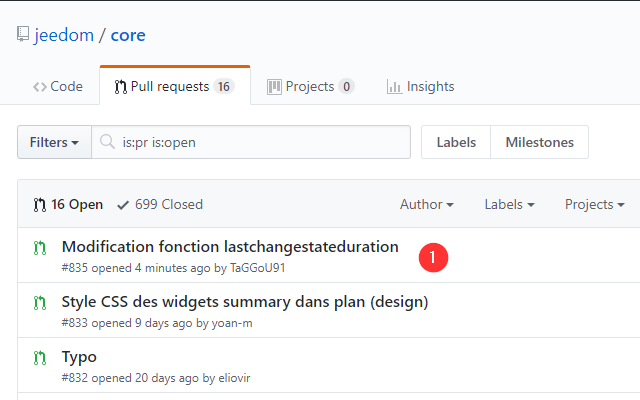 jeedom / core
Code Pull requests 16 Projects 0 Insights
Filters is:pr is:open Labels Milestones
16 Open 699 Closed Author Labels Projects
Modification fonction lastchangestateduration
#835 opened 4 minutes ago by TaGGoU91
1
Style CSS des widgets summary dans plan (design)
#833 opened 9 days ago by yoan-m
Typo
#832 opened 20 days ago by eliovir